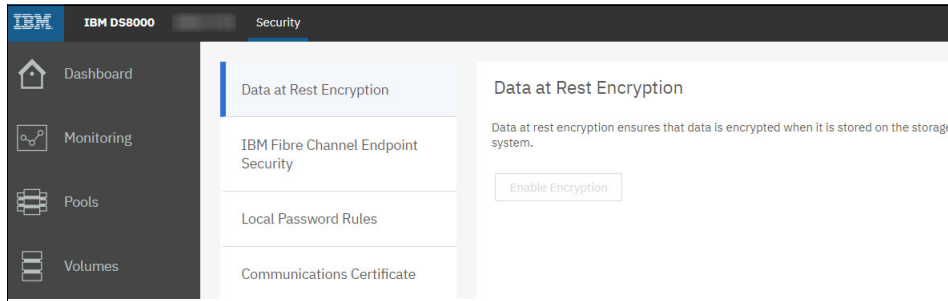 IBM IBM DS8000 Security
Dashboard
Monitoring
Pools
Volumes
Data at Rest Encryption
IBM Fibre Channel Endpoint
Security
Local Password Rules
Communications Certificate
Data at Rest Encryption
Data at rest encryption ensures that data is encrypted when it is stored on the storage
system.
Enable Encryption